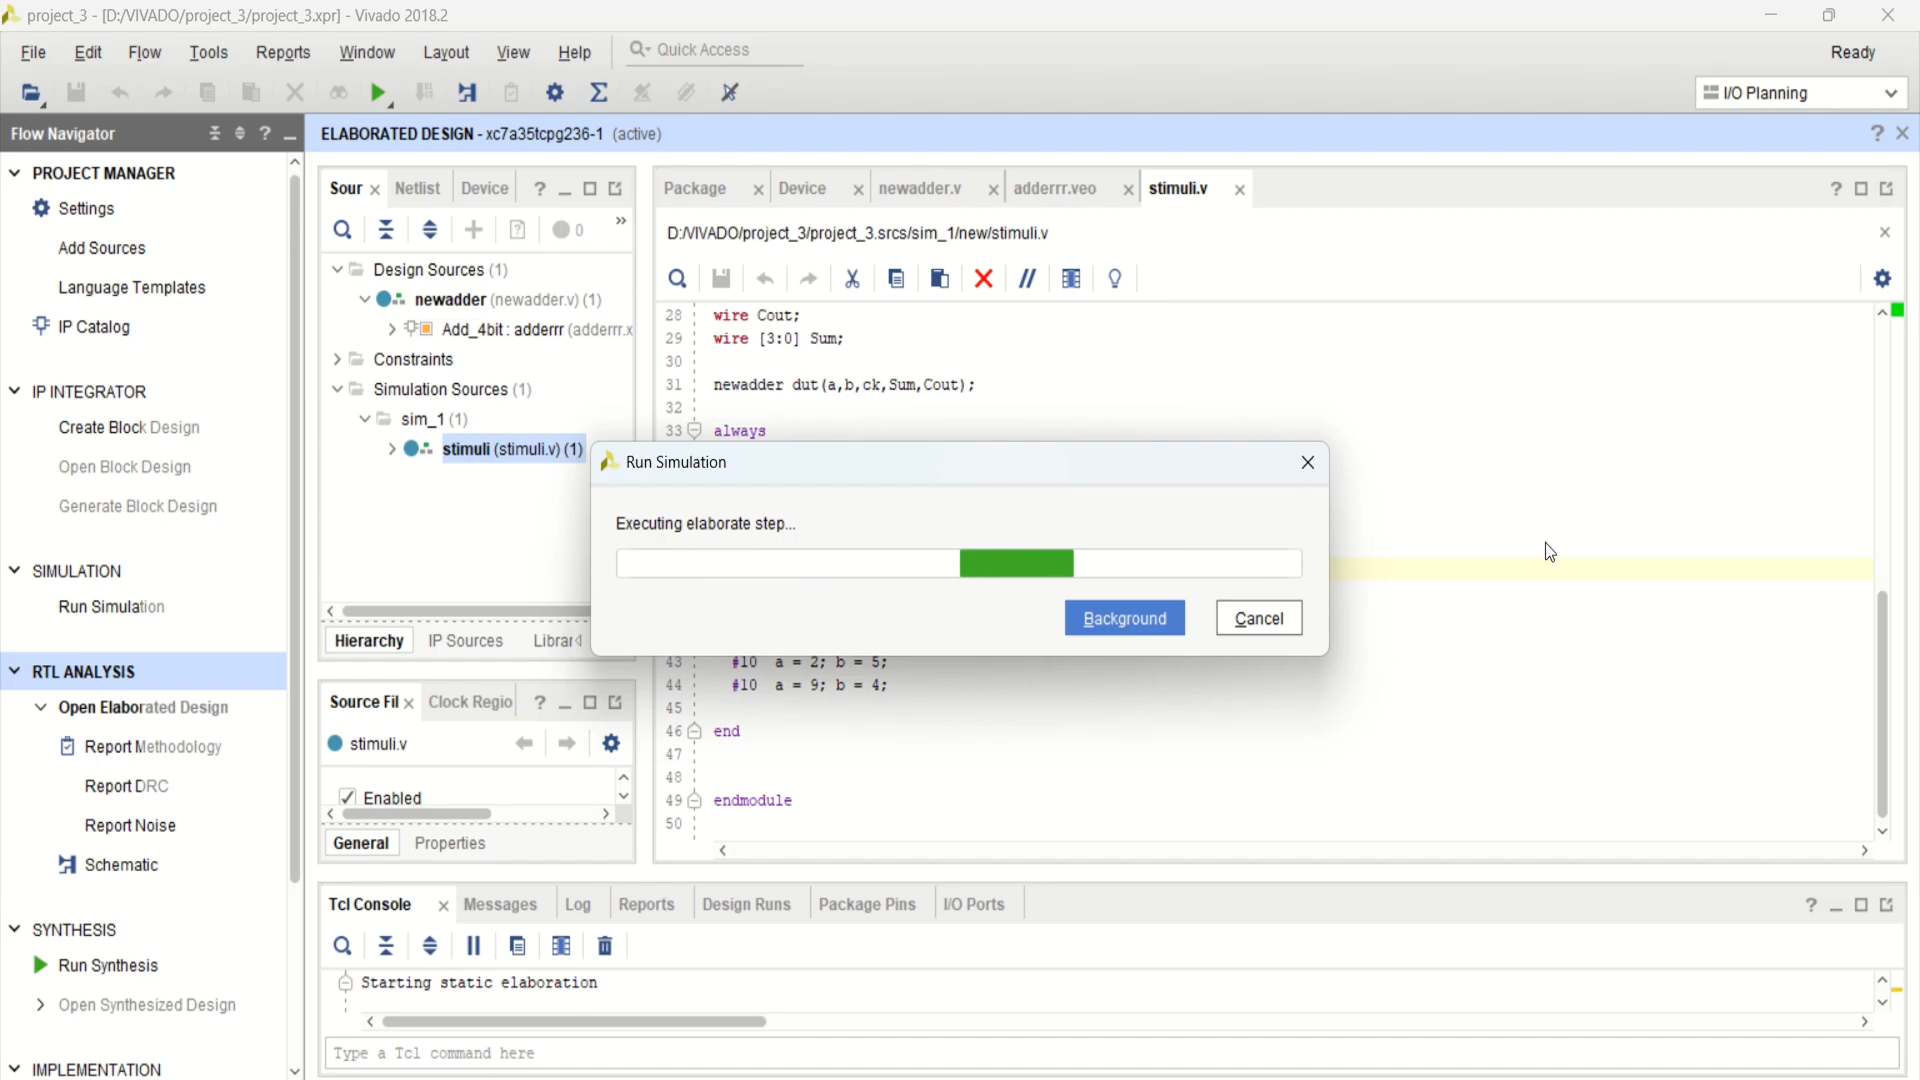 project_3 - [D:/VIVADO/project_3/project_3.xpr] - Vivado 2018.2
File Edit Flow Tools Reports Window Layout View Help Quick Access Ready
I/O Planning
Flow Navigator
ELABORATED DESIGN - xc7a35tcpg236-1 (active)
PROJECT MANAGER
Settings
Add Sources
Language Templates
IP Catalog
IP INTEGRATOR
Create Block Design
Open Block Design
Generate Block Design
SIMULATION
Run Simulation
RTL ANALYSIS
Open Elaborated Design
Report Methodology
Report DRC
Report Noise
Schematic
SYNTHESIS
Run Synthesis
Open Synthesized Design
IMPLEMENTATION
Sour Netlist Device
0
Design Sources (1)
newadder (newadder.v) (1)
Add_4bit : adderrr (adderrr.x
Constraints
Simulation Sources (1)
sim_1 (1)
stimuli (stimuli.v) (1)
Hierarchy IP Sources Librar
Source Fil Clock Regio
stimuli.v
Enabled
General Properties
Package Device newadder.v adderrr.veo stimuli.v
D:/VIVADO/project_3/project_3.srcs/sim_1/new/stimuli.v
28 wire Cout;
29 wire [3:0] Sum;
30
31 newadder dut(a,b,ck,Sum,Cout);
32
33 always
43 #10 a = 2; b = 5;
44 #10 a = 9; b = 4;
45
46 end
47
48
49 endmodule
50
Run Simulation
Executing elaborate step...
Background Cancel
Tcl Console Messages Log Reports Design Runs Package Pins I/O Ports
Starting static elaboration
Type a Tcl command here